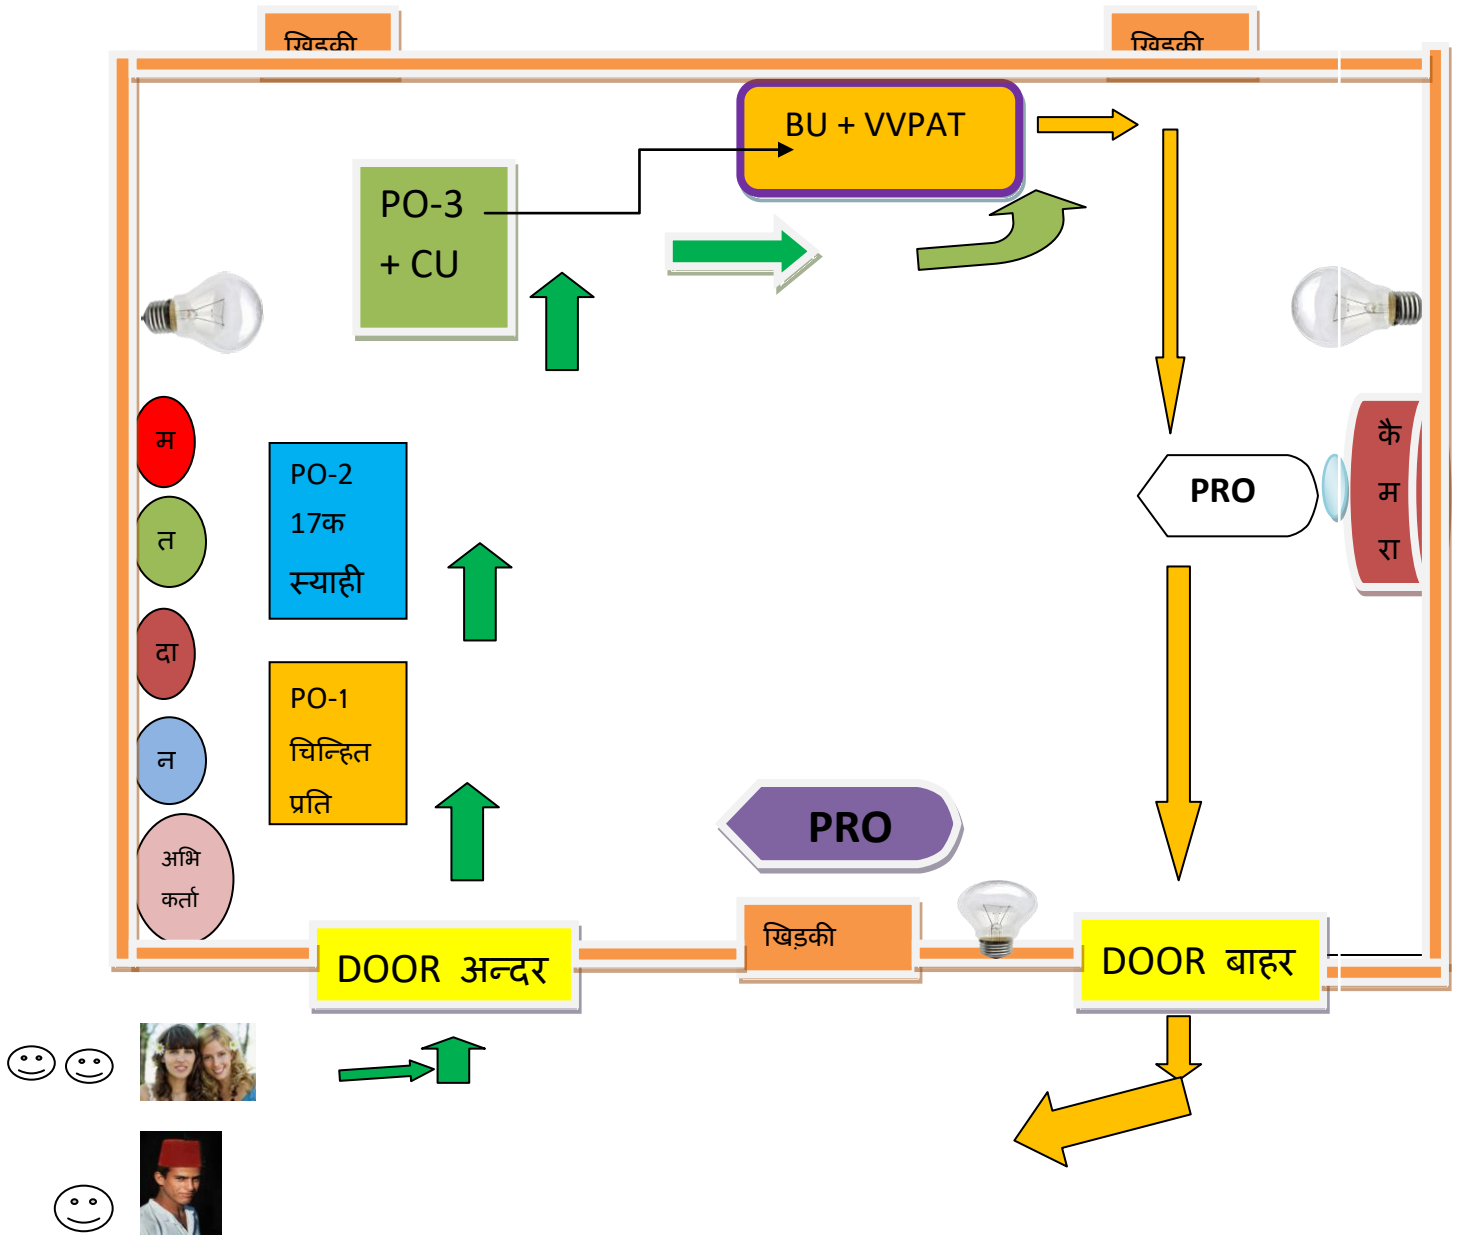 खिड़की
खिड़की
BU + VVPAT
PO-3
+ CU
म
त
दा
न
अभि
कर्ता
PO-2
17क
स्याही
PO-1
चिन्हित
प्रति
PRO
कै
म
रा
PRO
खिड़की
DOOR अन्दर
DOOR बाहर